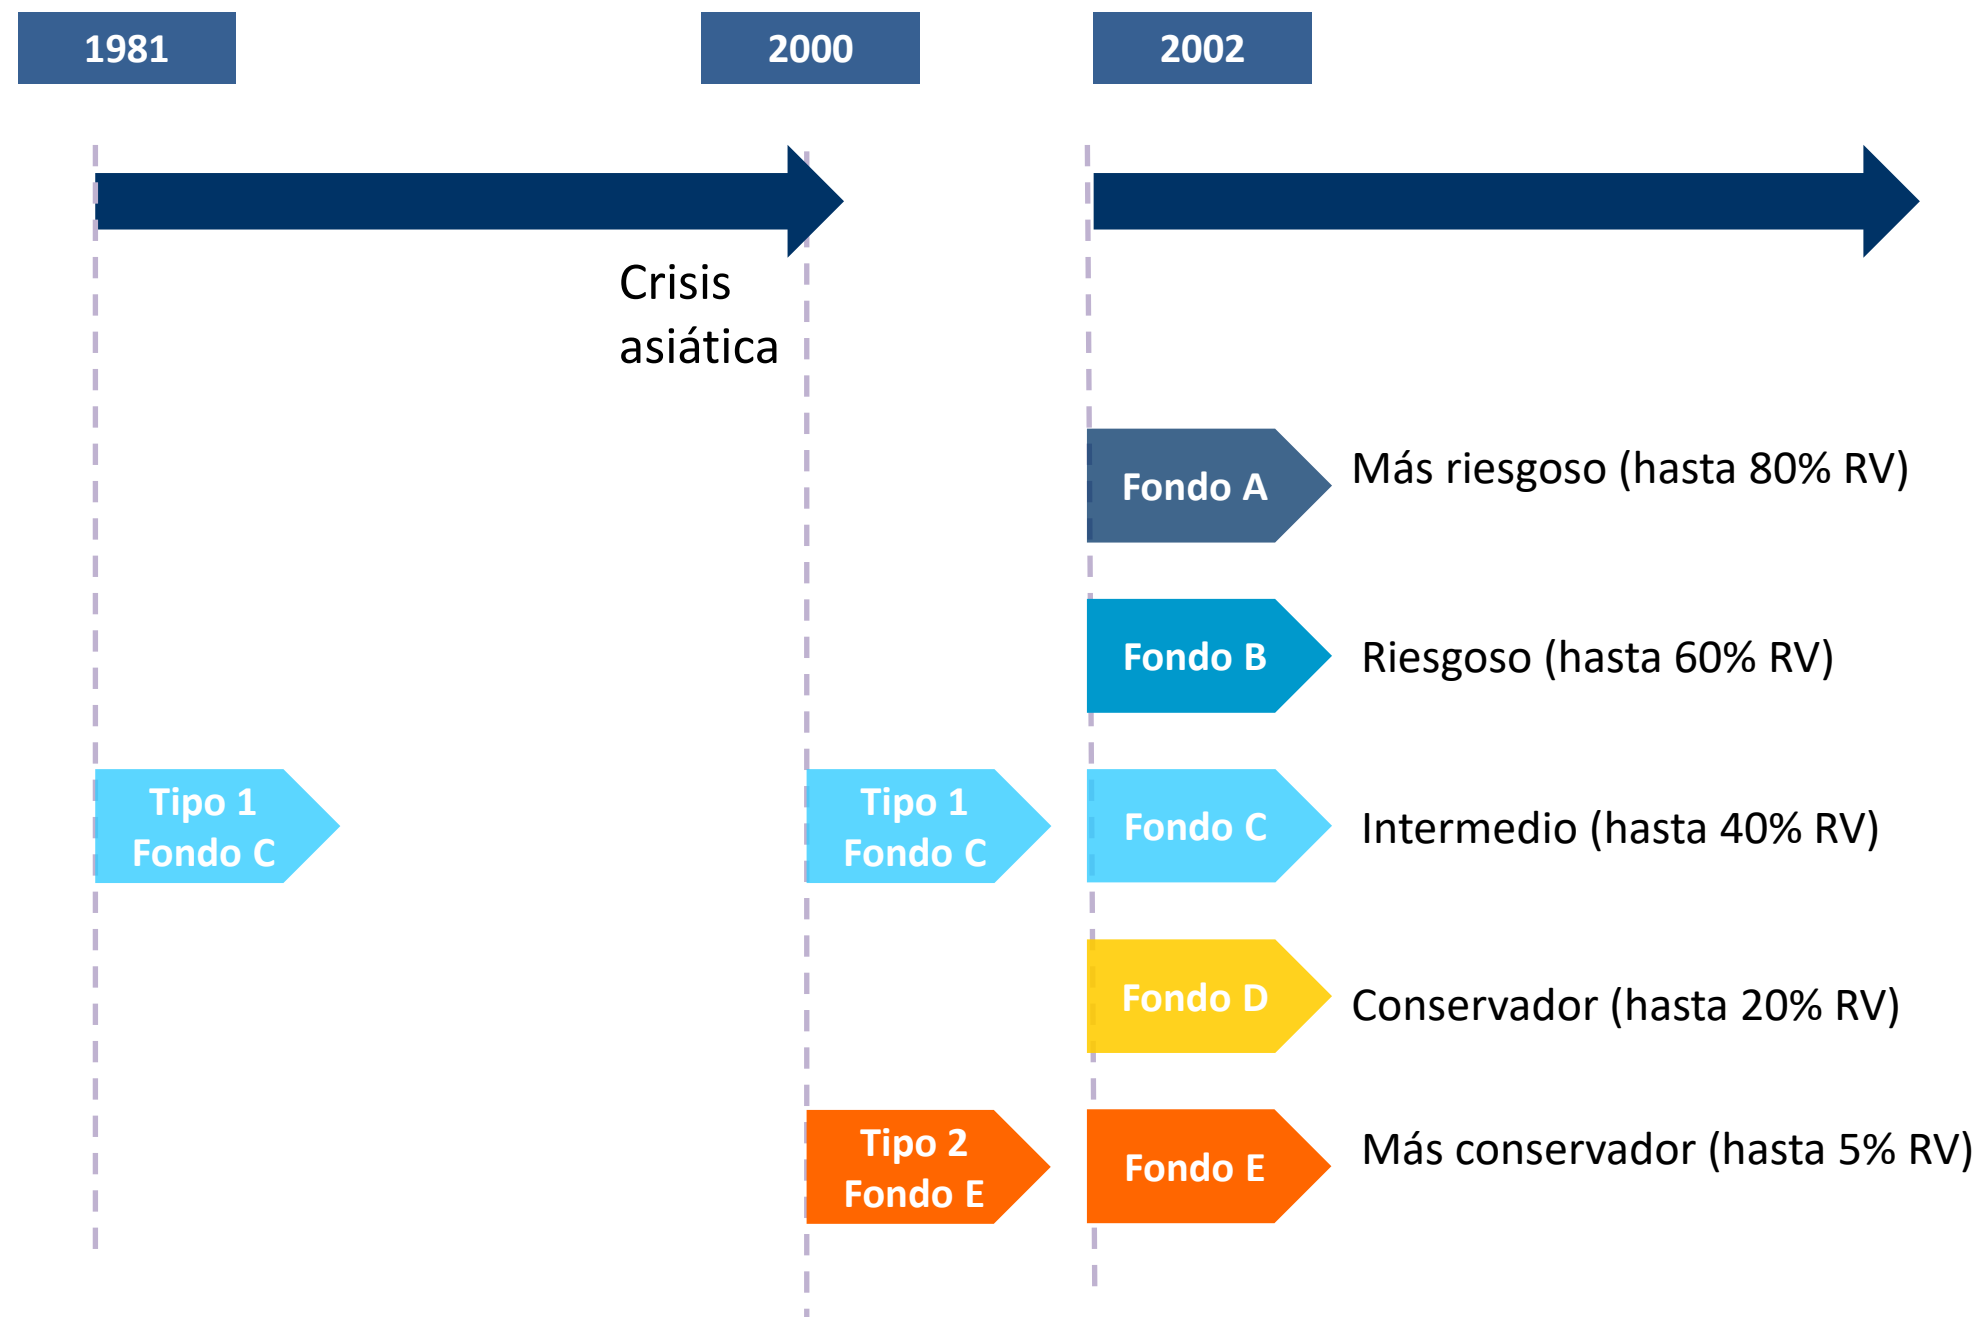 1981
2000
2002
Crisis
asiática
Fondo A
Más riesgoso (hasta 80% RV)
Fondo B
Riesgoso (hasta 60% RV)
Tipo 1
Fondo C
Tipo 1
Fondo C
Fondo C
Intermedio (hasta 40% RV)
Fondo D
Conservador (hasta 20% RV)
Tipo 2
Fondo E
Fondo E
Más conservador (hasta 5% RV)